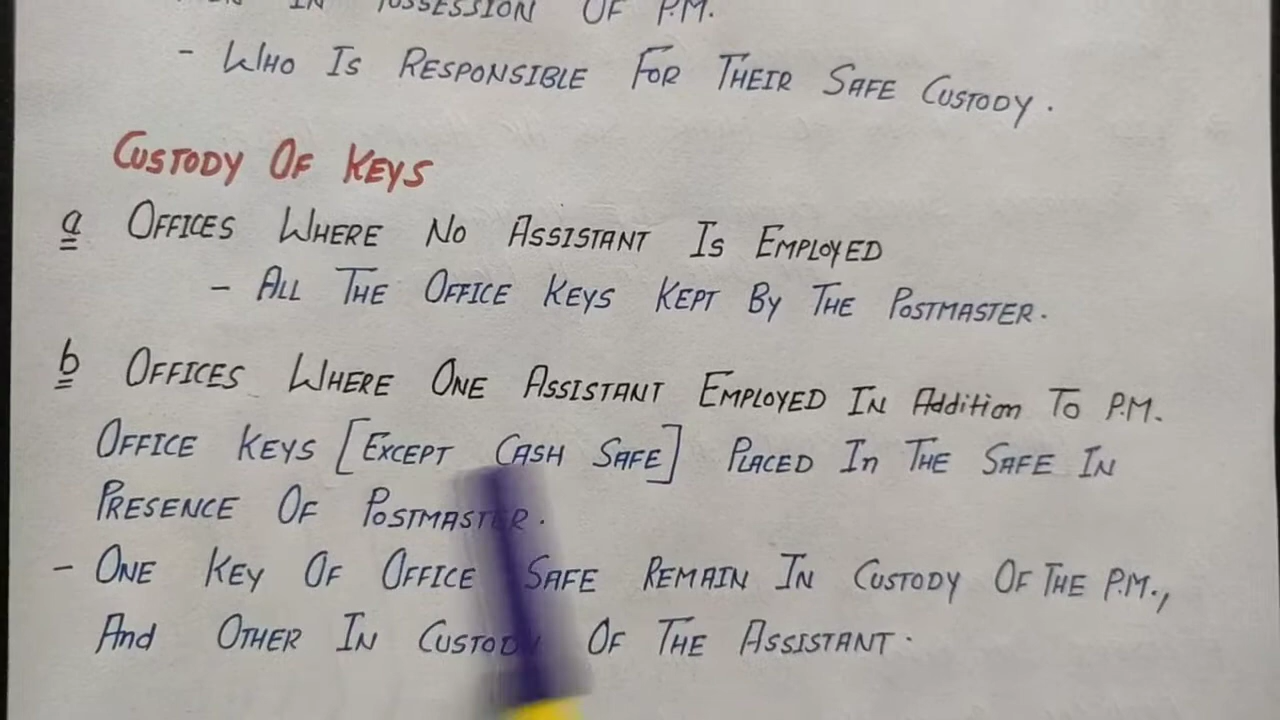 IN POSSESSION OF P.M.
- WHO IS RESPONSIBLE FOR THEIR SAFE CUSTODY.
CUSTODY OF KEYS
a OFFICES WHERE NO ASSISTANT IS EMPLOYED
- ALL THE OFFICE KEYS KEPT BY THE POSTMASTER.
b OFFICES WHERE ONE ASSISTANT EMPLOYED IN Addition TO P.M.
OFFICE KEYS [EXCEPT CASH SAFE] PLACED In THE SAFE IN
PRESENCE OF POSTMASTER.
- ONE KEY OF OFFICE SAFE REMAIN IN CUSTODY OF THE P.M.,
And OTHER IN CUSTODY OF THE ASSISTANT.